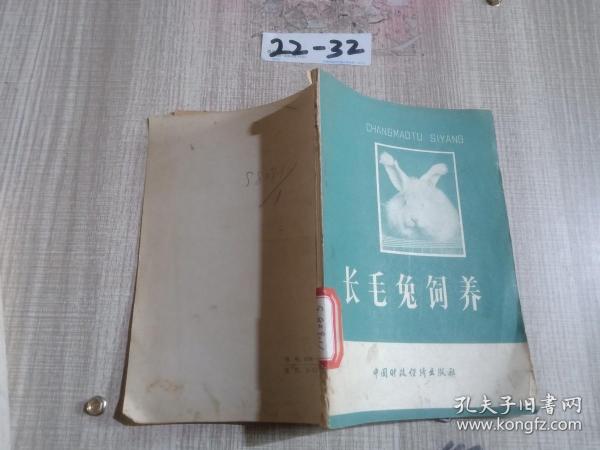 22-32
CHANGMAOTU SIYANG
长毛兔饲养
中国财政经济出版社
孔夫子旧书网
kongfz.com